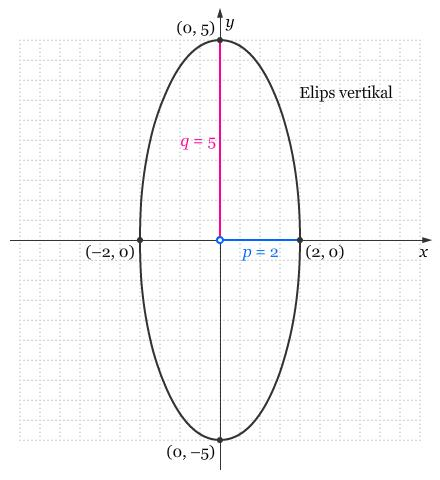 y
(0, 5)
Elips vertikal
q = 5
(−2, 0)
p = 2
(2, 0)
x
(0, −5)